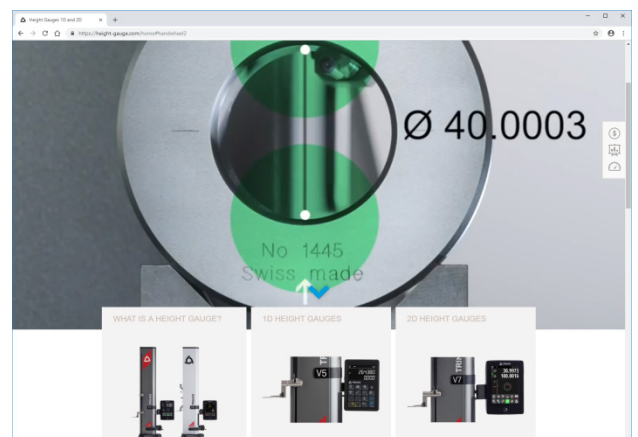 Height Gauges 1D and 2D
https://height-gauge.com/home#handwheel2
Ø 40.0003
No 1445
Swiss made
WHAT IS A HEIGHT GAUGE?
1D HEIGHT GAUGES
2D HEIGHT GAUGES
V5
V7